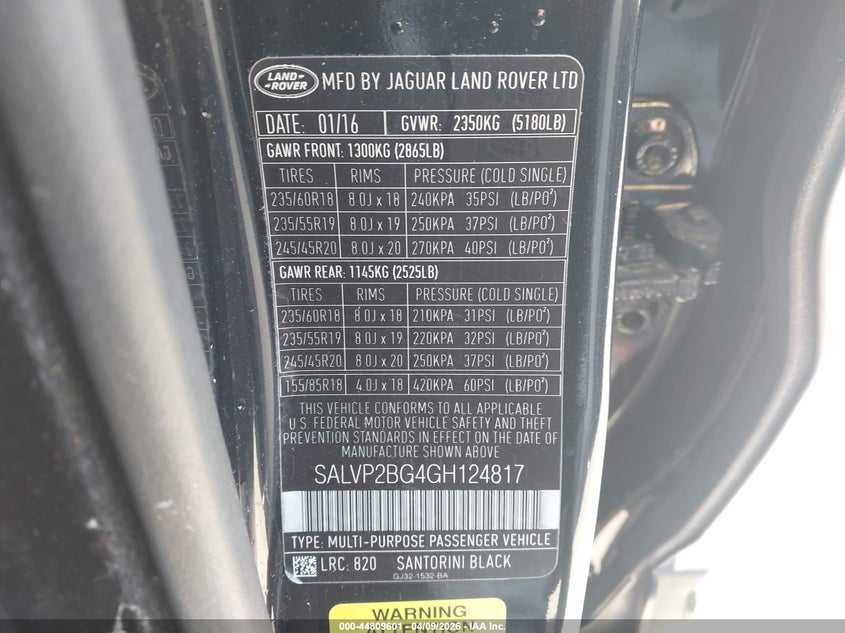 LAND ROVER
MFD BY JAGUAR LAND ROVER LTD
DATE: 01/16 GVWR: 2350KG (5180LB)
GAWR FRONT: 1300KG (2865LB)
TIRES RIMS PRESSURE (COLD SINGLE)
235/60R18 8.0J x 18 240KPA 35PSI (LB/PO²)
235/55R19 8.0J x 19 250KPA 37PSI (LB/PO²)
245/45R20 8.0J x 20 270KPA 40PSI (LB/PO²)
GAWR REAR: 1145KG (2525LB)
TIRES RIMS PRESSURE (COLD SINGLE)
235/60R18 8.0J x 18 210KPA 31PSI (LB/PO²)
235/55R19 8.0J x 19 220KPA 32PSI (LB/PO²)
245/45R20 8.0J x 20 250KPA 37PSI (LB/PO²)
155/85R18 4.0J x 18 420KPA 60PSI (LB/PO²)
THIS VEHICLE CONFORMS TO ALL APPLICABLE
U.S. FEDERAL MOTOR VEHICLE SAFETY AND THEFT
PREVENTION STANDARDS IN EFFECT ON THE DATE OF
MANUFACTURE SHOWN ABOVE
SALVP2BG4GH124817
TYPE: MULTI-PURPOSE PASSENGER VEHICLE
LRC: 820 SANTORINI BLACK
GJ32-1532-BA
WARNING
ATTENTION
000-44809601 - 04/09/2026 - IAA Inc.